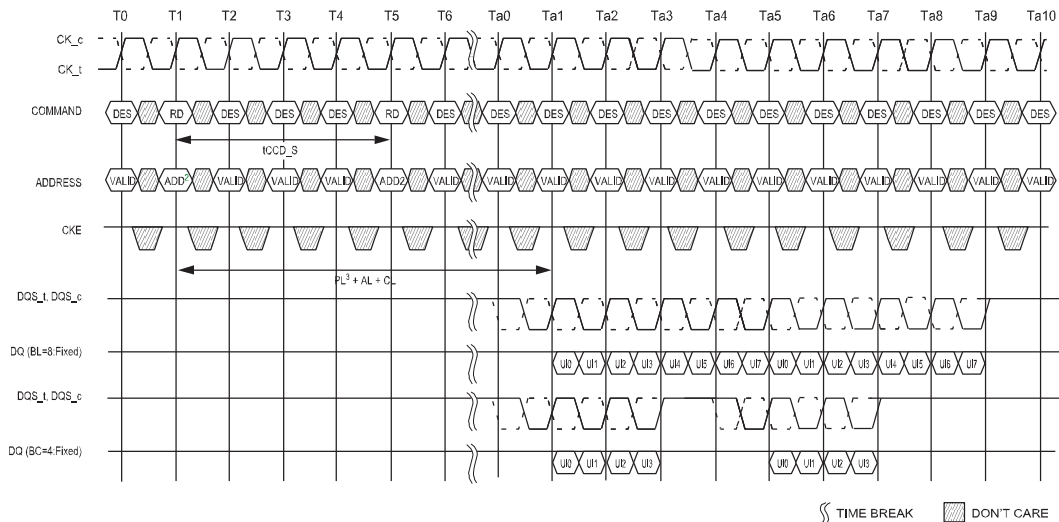 T0 T1 T2 T3 T4 T5 T6 Ta0 Ta1 Ta2 Ta3 Ta4 Ta5 Ta6 Ta7 Ta8 Ta9 Ta10
CK_c
CK_t
COMMAND DES RD DES DES DES RD DES DES DES DES DES DES DES DES DES DES DES DES
tCCD_S
ADDRESS VALID ADD² VALID VALID VALID ADD2 VALID VALID VALID VALID VALID VALID VALID VALID VALID VALID VALID VALID
CKE
PL³ + AL + CL
DQS_t, DQS_c
DQ (BL=8:Fixed) UI0 UI1 UI2 UI3 UI4 UI5 UI6 UI7 UI0 UI1 UI2 UI3 UI4 UI5 UI6 UI7
DQS_t, DQS_c
DQ (BC=4:Fixed) UI0 UI1 UI2 UI3 UI0 UI1 UI2 UI3
TIME BREAK DON'T CARE